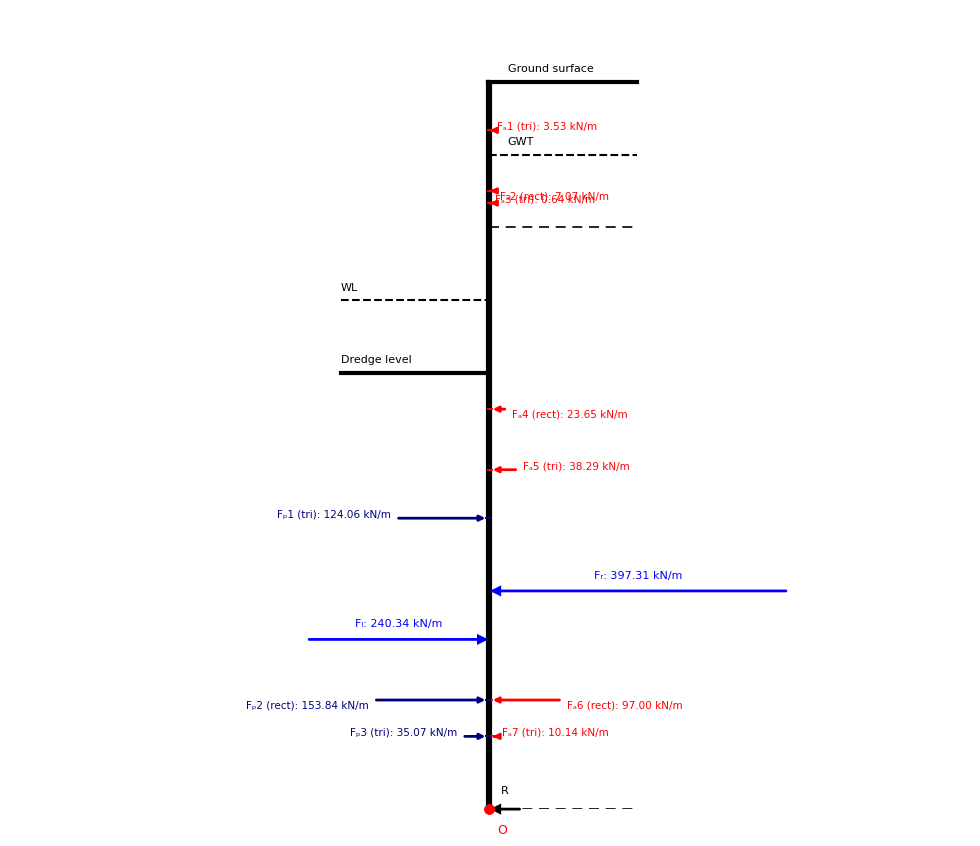 Ground surface
Fₐ1 (tri): 3.53 kN/m
GWT
Fₐ2 (rect): 7.07 kN/m
Fₐ3 (tri): 0.64 kN/m
WL
Dredge level
Fₐ4 (rect): 23.65 kN/m
Fₐ5 (tri): 38.29 kN/m
Fₚ1 (tri): 124.06 kN/m
Fᵣ: 397.31 kN/m
Fₗ: 240.34 kN/m
Fₚ2 (rect): 153.84 kN/m
Fₐ6 (rect): 97.00 kN/m
Fₚ3 (tri): 35.07 kN/m
Fₐ7 (tri): 10.14 kN/m
R
O